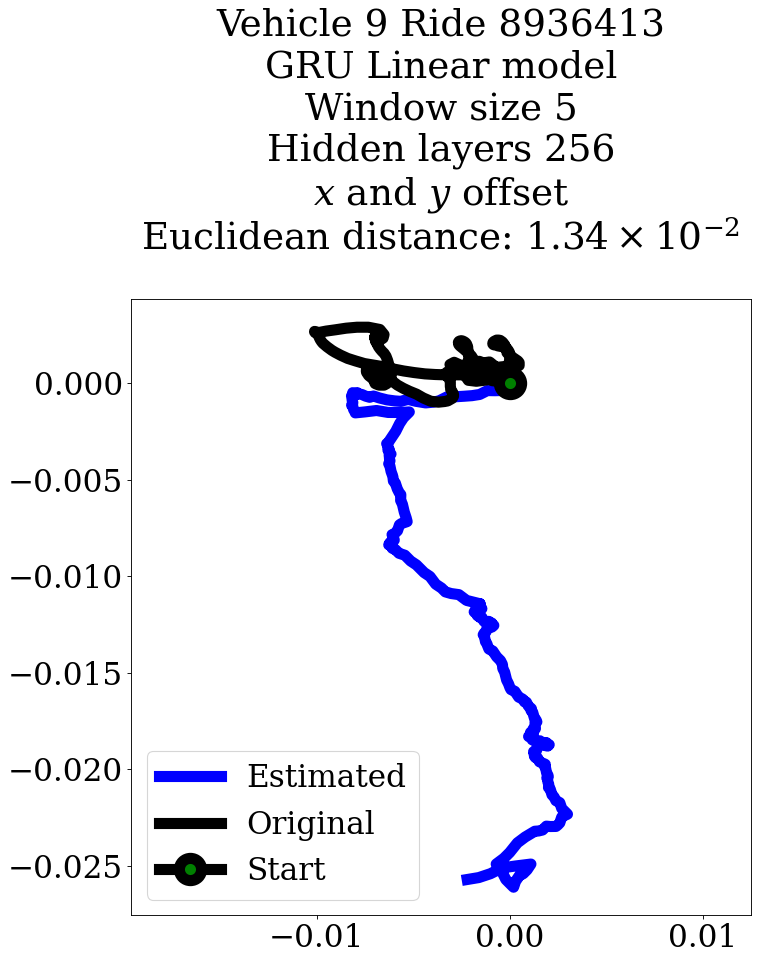 Vehicle 9 Ride 8936413
GRU Linear model
Window size 5
Hidden layers 256
x and y offset
Euclidean distance: 1.34 × 10⁻²
0.000
−0.005
−0.010
−0.015
−0.020
−0.025
Estimated
Original
Start
−0.01 0.00 0.01